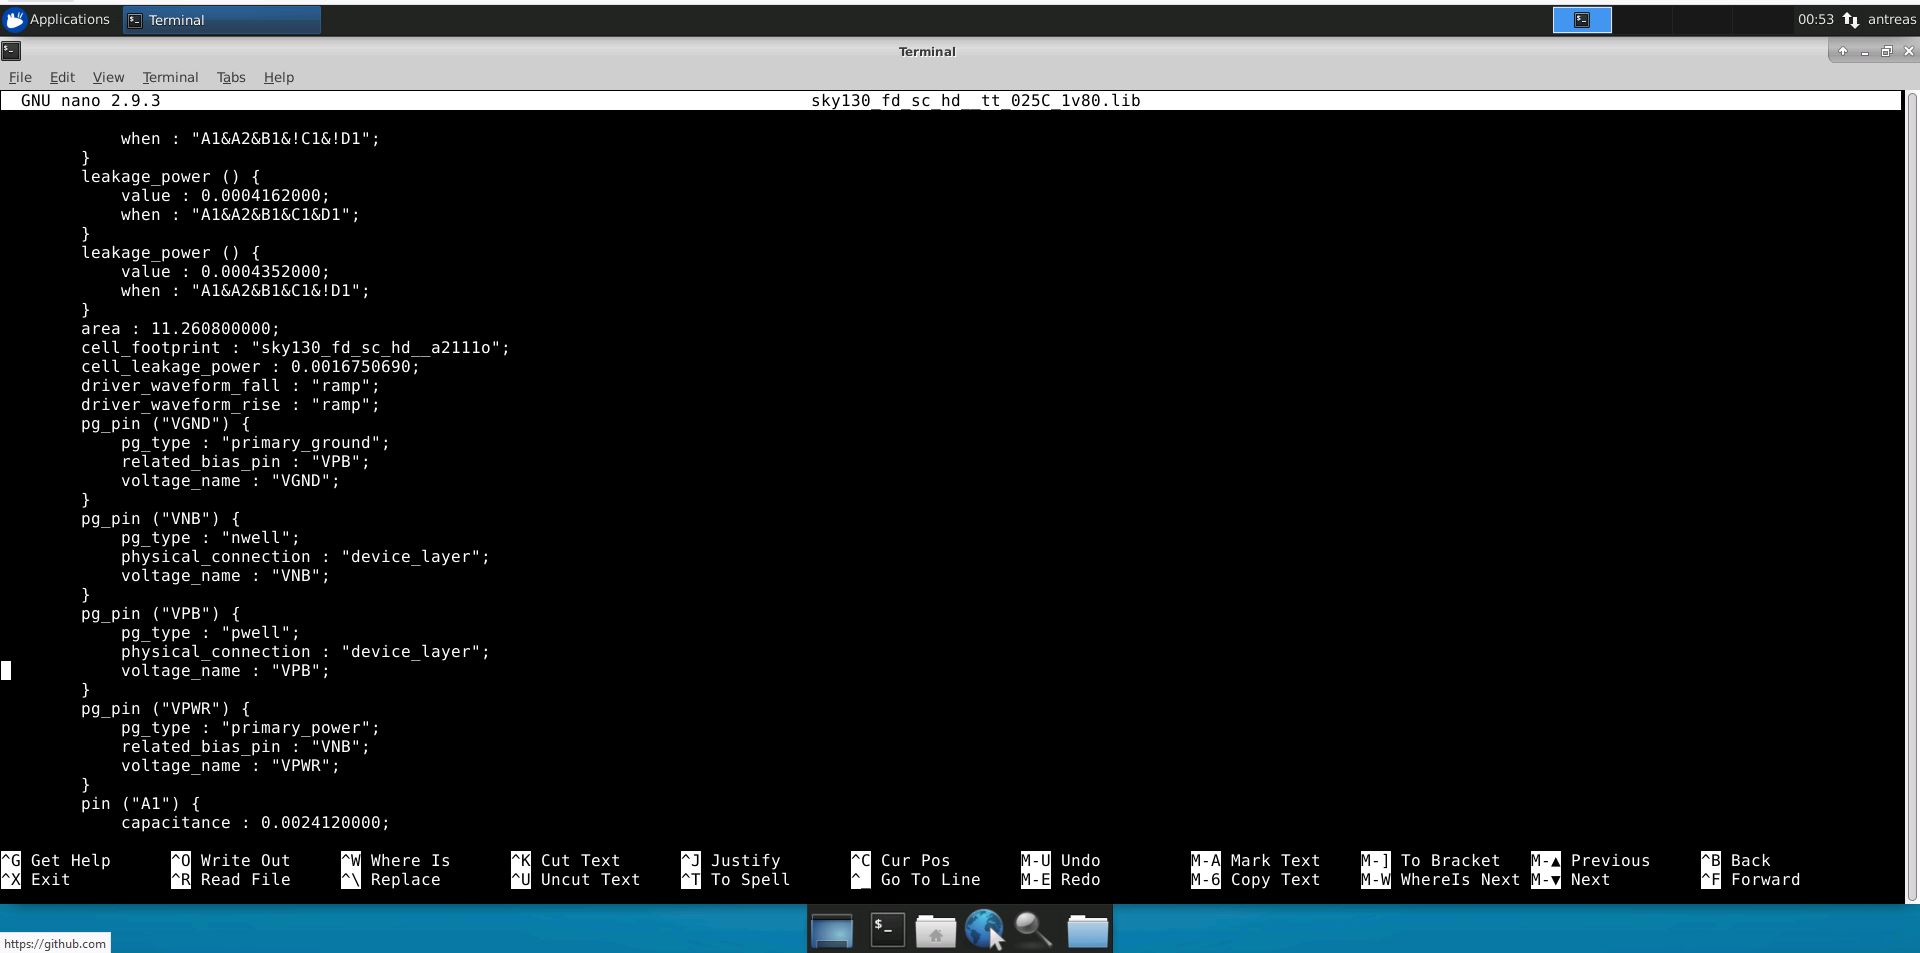 Applications Terminal 00:53 antreas
Terminal
File Edit View Terminal Tabs Help
GNU nano 2.9.3 sky130_fd_sc_hd__tt_025C_1v80.lib
when : "A1&A2&B1&!C1&!D1";
}
leakage_power () {
value : 0.0004162000;
when : "A1&A2&B1&C1&D1";
}
leakage_power () {
value : 0.0004352000;
when : "A1&A2&B1&C1&!D1";
}
area : 11.260800000;
cell_footprint : "sky130_fd_sc_hd__a2111o";
cell_leakage_power : 0.0016750690;
driver_waveform_fall : "ramp";
driver_waveform_rise : "ramp";
pg_pin ("VGND") {
pg_type : "primary_ground";
related_bias_pin : "VPB";
voltage_name : "VGND";
}
pg_pin ("VNB") {
pg_type : "nwell";
physical_connection : "device_layer";
voltage_name : "VNB";
}
pg_pin ("VPB") {
pg_type : "pwell";
physical_connection : "device_layer";
voltage_name : "VPB";
}
pg_pin ("VPWR") {
pg_type : "primary_power";
related_bias_pin : "VNB";
voltage_name : "VPWR";
}
pin ("A1") {
capacitance : 0.0024120000;
^G Get Help ^O Write Out ^W Where Is ^K Cut Text ^J Justify ^C Cur Pos M-U Undo M-A Mark Text M-] To Bracket M-▲ Previous ^B Back
^X Exit ^R Read File ^\ Replace ^U Uncut Text ^T To Spell ^_ Go To Line M-E Redo M-6 Copy Text M-W WhereIs Next M-▼ Next ^F Forward
https://github.com